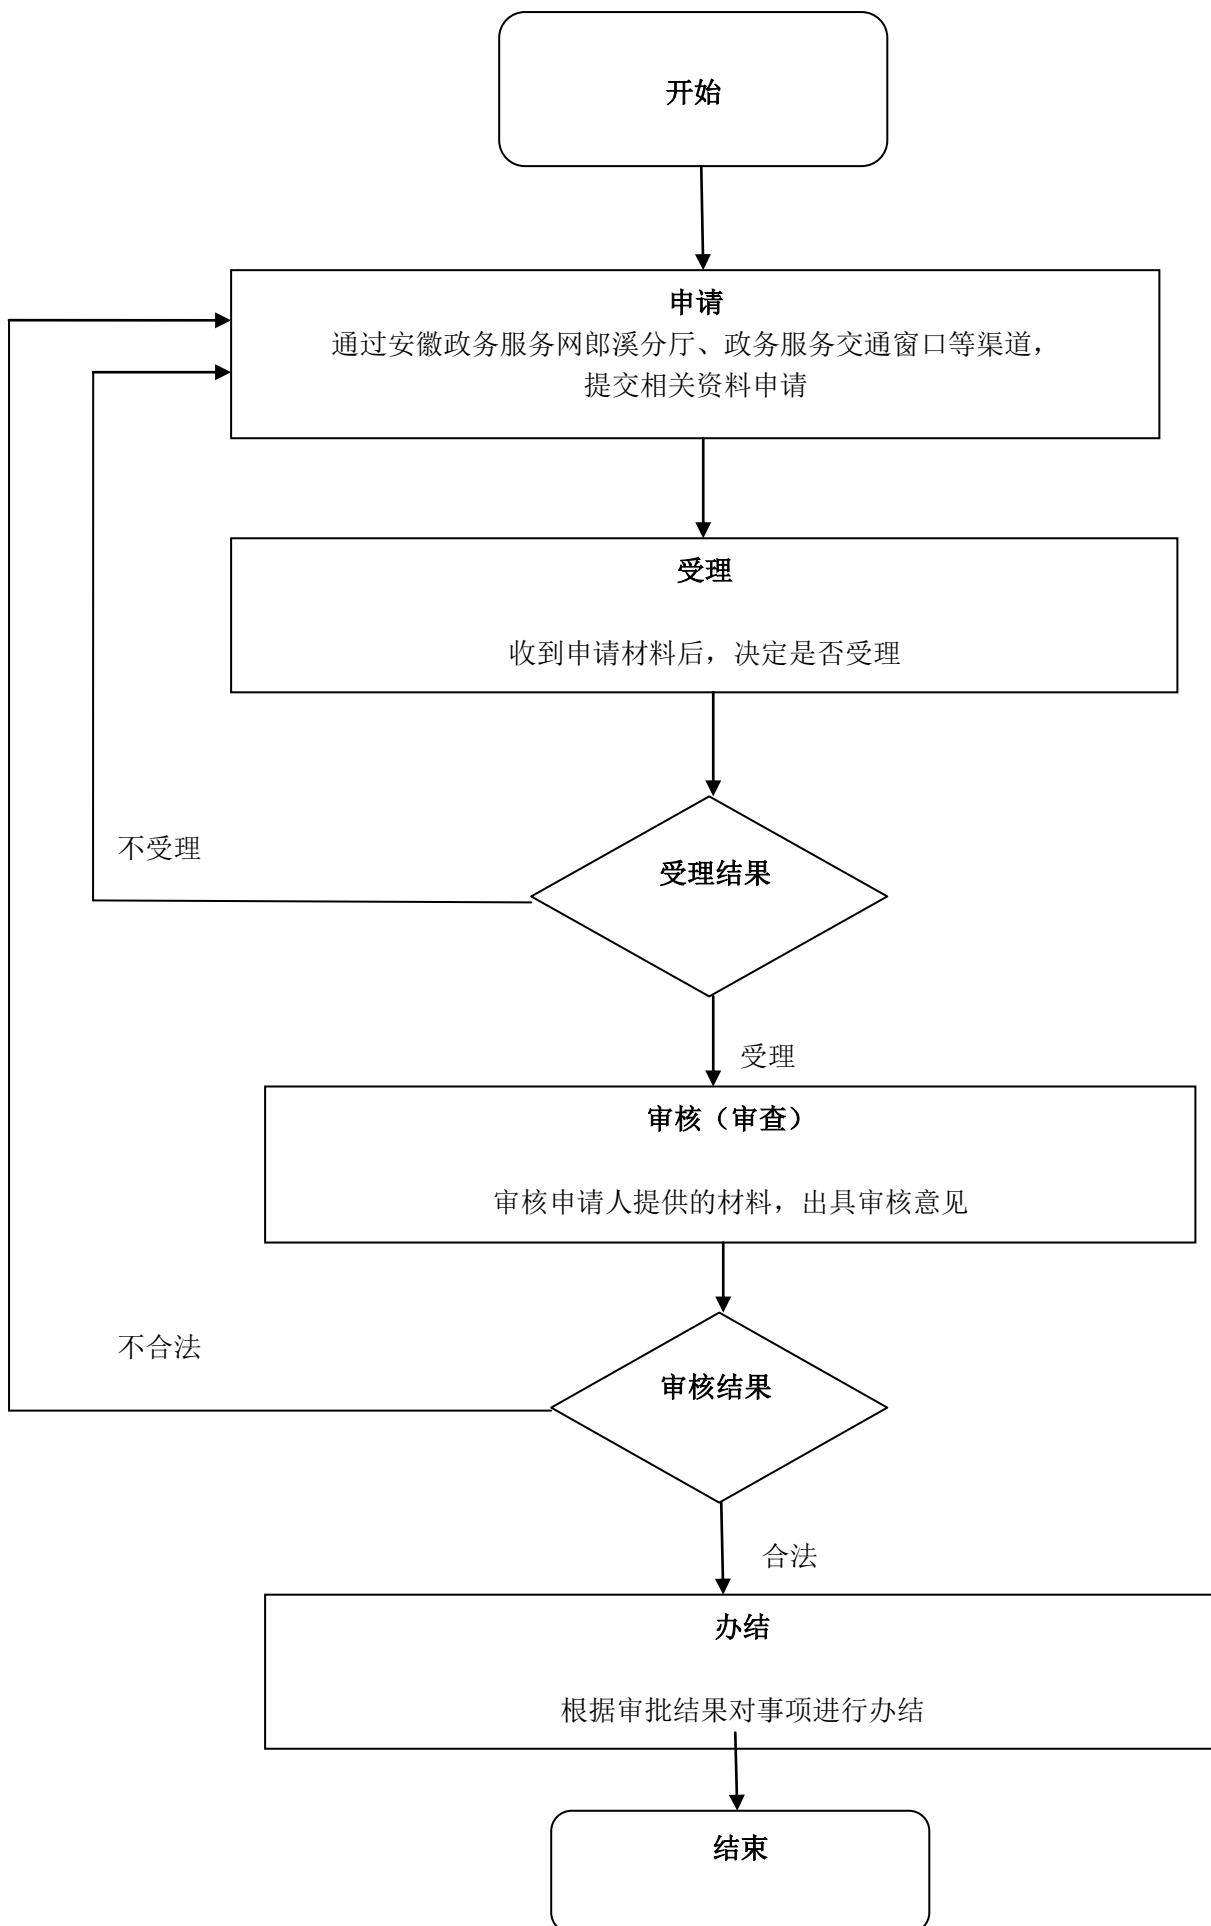 开始
申请
通过安徽政务服务网郎溪分厅、政务服务交通窗口等渠道，
提交相关资料申请
受理
收到申请材料后，决定是否受理
不受理
受理结果
受理
审核（审查）
审核申请人提供的材料，出具审核意见
不合法
审核结果
合法
办结
根据审批结果对事项进行办结
结束